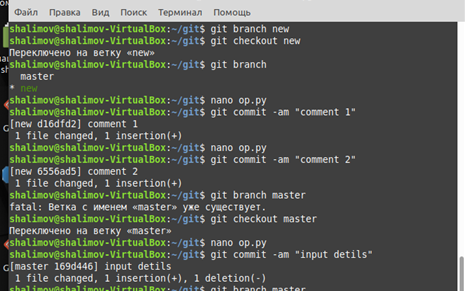 Файл Правка Вид Поиск Терминал Помощь
shalimov@shalimov-VirtualBox:~/git$ git branch new
shalimov@shalimov-VirtualBox:~/git$ git checkout new
Переключено на ветку «new»
shalimov@shalimov-VirtualBox:~/git$ git branch
master
* new
shalimov@shalimov-VirtualBox:~/git$ nano op.py
shalimov@shalimov-VirtualBox:~/git$ git commit -am "comment 1"
[new d16dfd2] comment 1
1 file changed, 1 insertion(+)
shalimov@shalimov-VirtualBox:~/git$ nano op.py
shalimov@shalimov-VirtualBox:~/git$ git commit -am "comment 2"
[new 6556ad5] comment 2
1 file changed, 1 insertion(+)
shalimov@shalimov-VirtualBox:~/git$ git branch master
fatal: Ветка с именем «master» уже существует.
shalimov@shalimov-VirtualBox:~/git$ git checkout master
Переключено на ветку «master»
shalimov@shalimov-VirtualBox:~/git$ nano op.py
shalimov@shalimov-VirtualBox:~/git$ git commit -am "input detils"
[master 169d446] input detils
1 file changed, 1 insertion(+), 1 deletion(-)
shalimov@shalimov-VirtualBox:~/git$ git branch master